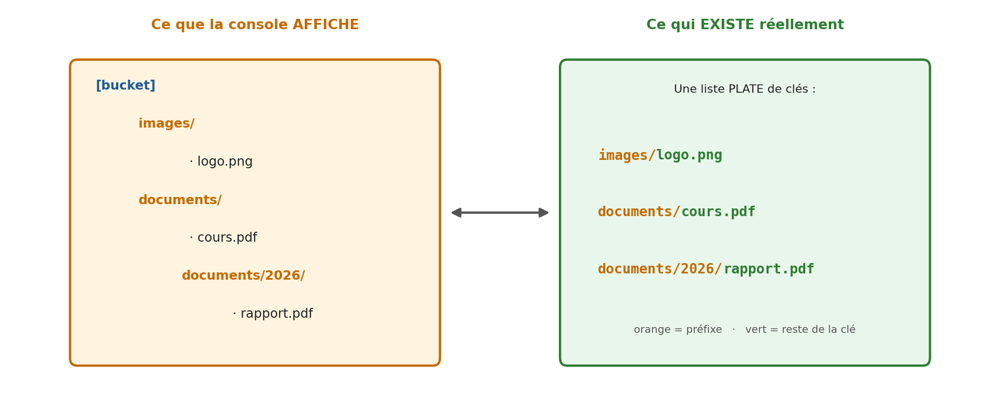 Ce que la console AFFICHE
[bucket]
images/
· logo.png
documents/
· cours.pdf
documents/2026/
· rapport.pdf
Ce qui EXISTE réellement
Une liste PLATE de clés :
images/logo.png
documents/cours.pdf
documents/2026/rapport.pdf
orange = préfixe · vert = reste de la clé